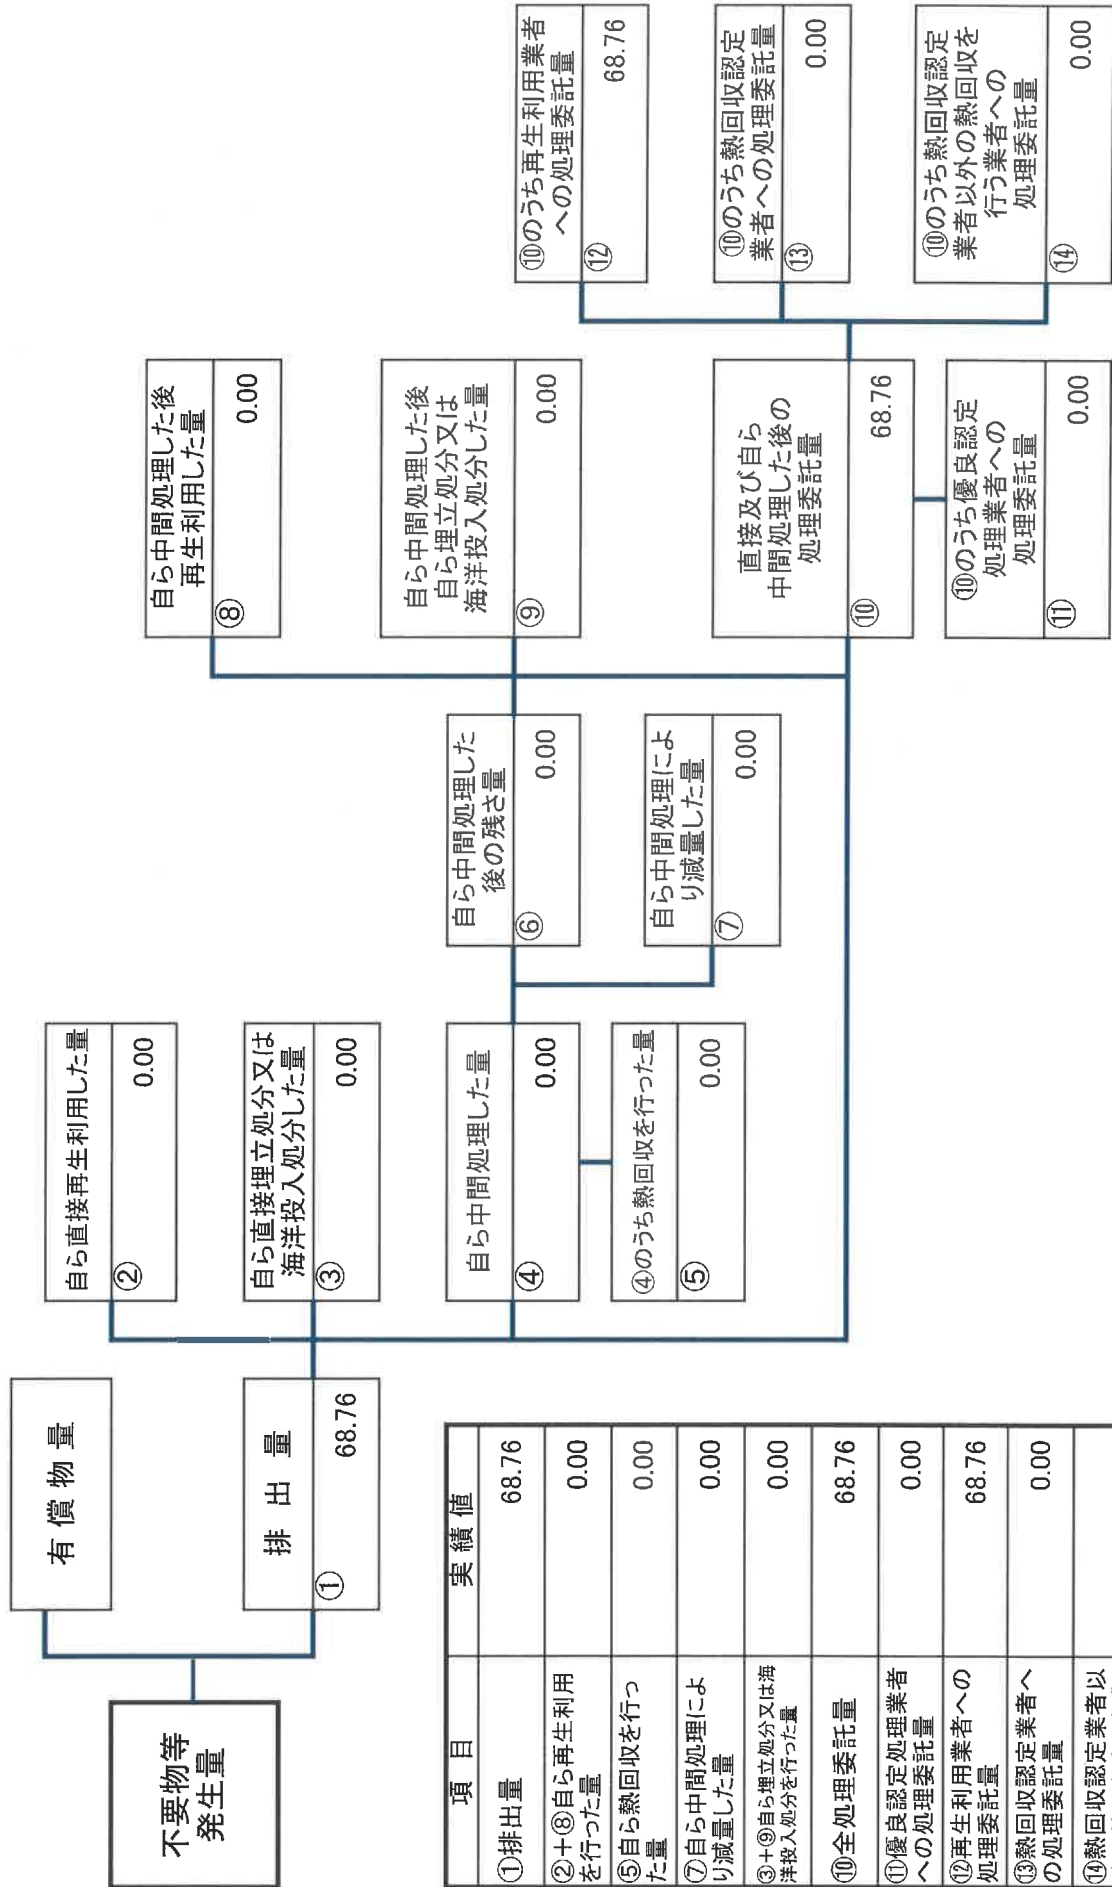 不要物等
発生量
有 償 物 量
排 出 量
①
68.76
自ら直接再生利用した量
②
0.00
自ら直接埋立処分又は
海洋投入処分した量
③
0.00
自ら中間処理した量
④
0.00
④のうち熱回収を行った量
⑤
0.00
自ら中間処理した
後の残さ量
⑥
0.00
自ら中間処理によ
り減量した量
⑦
0.00
自ら中間処理した後
再生利用した量
⑧
0.00
自ら中間処理した後
自ら埋立処分又は
海洋投入処分した量
⑨
0.00
直接及び自ら
中間処理した後の
処理委託量
⑩
68.76
⑩のうち優良認定
処理業者への
処理委託量
⑪
0.00
⑩のうち再生利用業者
への処理委託量
⑫
68.76
⑩のうち熱回収認定
業者への処理委託量
⑬
0.00
⑩のうち熱回収認定
業者以外の熱回収を
行う業者への
処理委託量
⑭
0.00
項 目
実 績 値
①排出量
68.76
②+⑧自ら再生利用
を行った量
0.00
⑤自ら熱回収を行っ
た量
0.00
⑦自ら中間処理によ
り減量した量
0.00
③+⑨自ら埋立処分又は海
洋投入処分を行った量
0.00
⑩全処理委託量
68.76
⑪優良認定処理業者
への処理委託量
0.00
⑫再生利用業者への
処理委託量
68.76
⑬熱回収認定業者へ
の処理委託量
0.00
⑭熱回収認定業者以